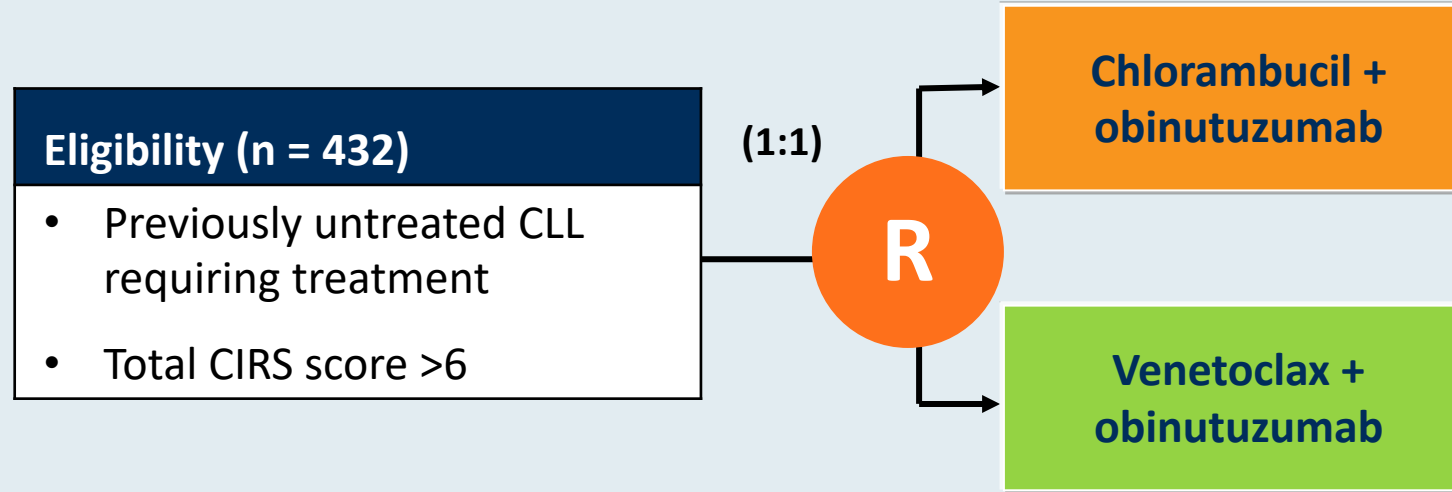 Eligibility (n = 432)
• Previously untreated CLL
requiring treatment
• Total CIRS score >6
(1:1)
R
Chlorambucil +
obinutuzumab
Venetoclax +
obinutuzumab